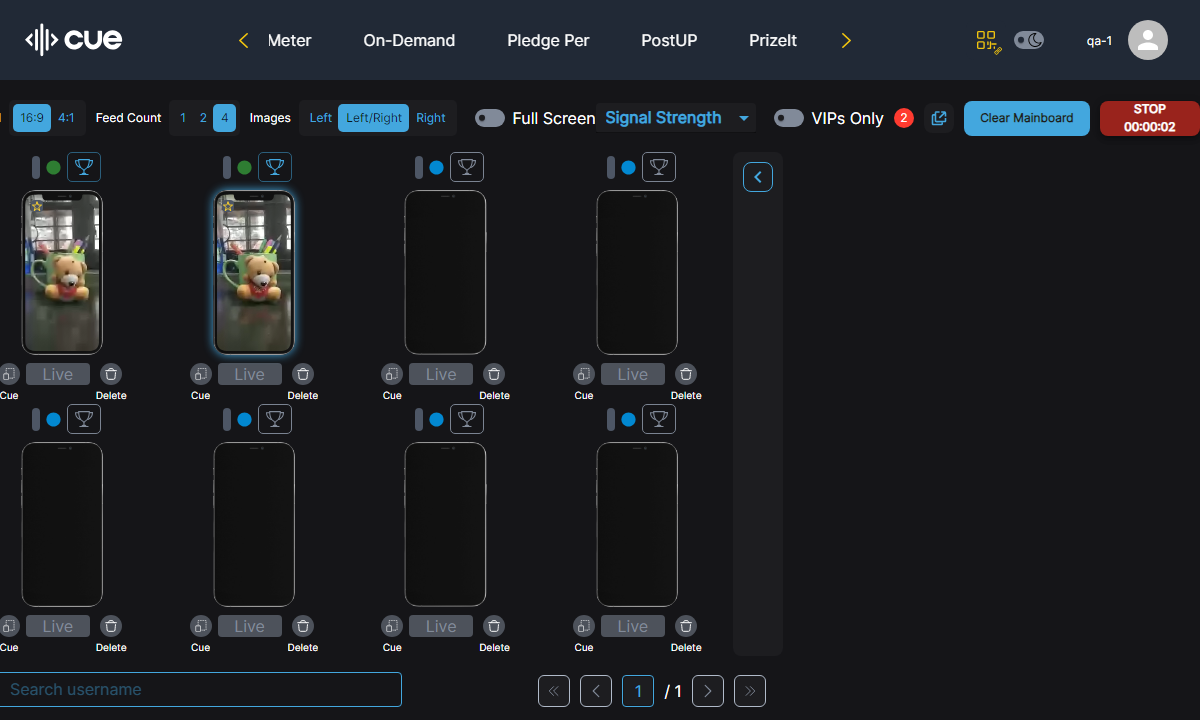 cue
Meter
On-Demand
Pledge Per
PostUP
PrizeIt
qa-1
16:9
4:1
Feed Count
1
2
4
Images
Left
Left/Right
Right
Full Screen
Signal Strength
VIPs Only
2
Clear Mainboard
STOP
00:00:02
Live
Live
Live
Live
Cue
Delete
Cue
Delete
Cue
Delete
Cue
Delete
Live
Live
Live
Live
Cue
Delete
Cue
Delete
Cue
Delete
Cue
Delete
Search username
1
/ 1